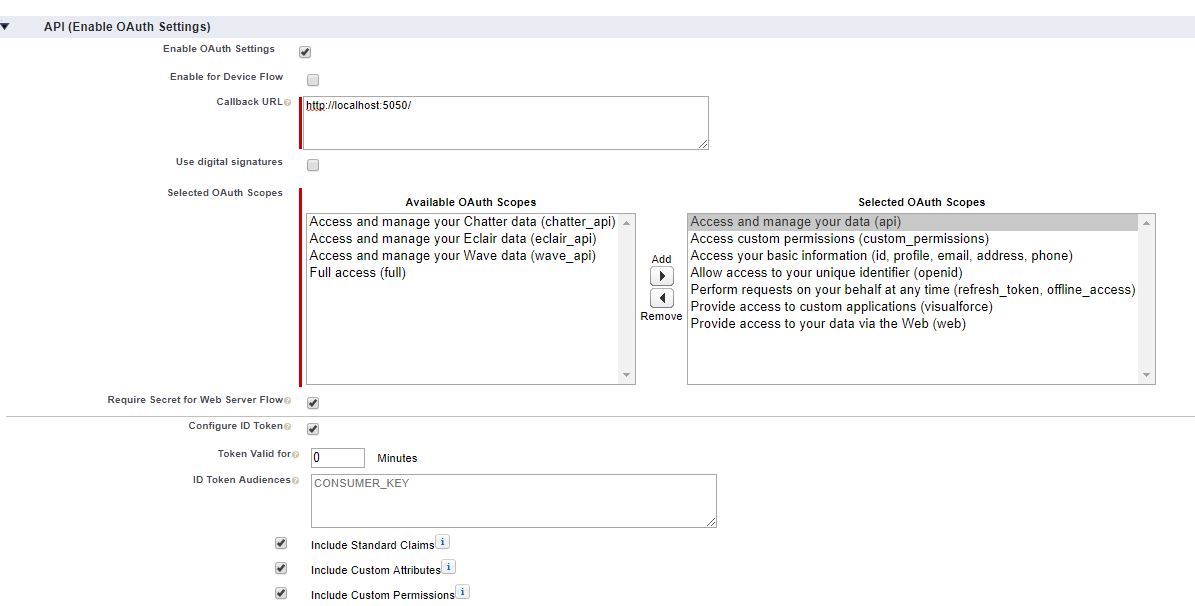 API (Enable OAuth Settings)
Enable OAuth Settings
Enable for Device Flow
Callback URL
http://localhost:5050/
Use digital signatures
Selected OAuth Scopes
Available OAuth Scopes
Access and manage your Chatter data (chatter_api)
Access and manage your Eclair data (eclair_api)
Access and manage your Wave data (wave_api)
Full access (full)
Add
Remove
Selected OAuth Scopes
Access and manage your data (api)
Access custom permissions (custom_permissions)
Access your basic information (id, profile, email, address, phone)
Allow access to your unique identifier (openid)
Perform requests on your behalf at any time (refresh_token, offline_access)
Provide access to custom applications (visualforce)
Provide access to your data via the Web (web)
Require Secret for Web Server Flow
Configure ID Token
Token Valid for
0 Minutes
ID Token Audiences
CONSUMER_KEY
Include Standard Claims
Include Custom Attributes
Include Custom Permissions